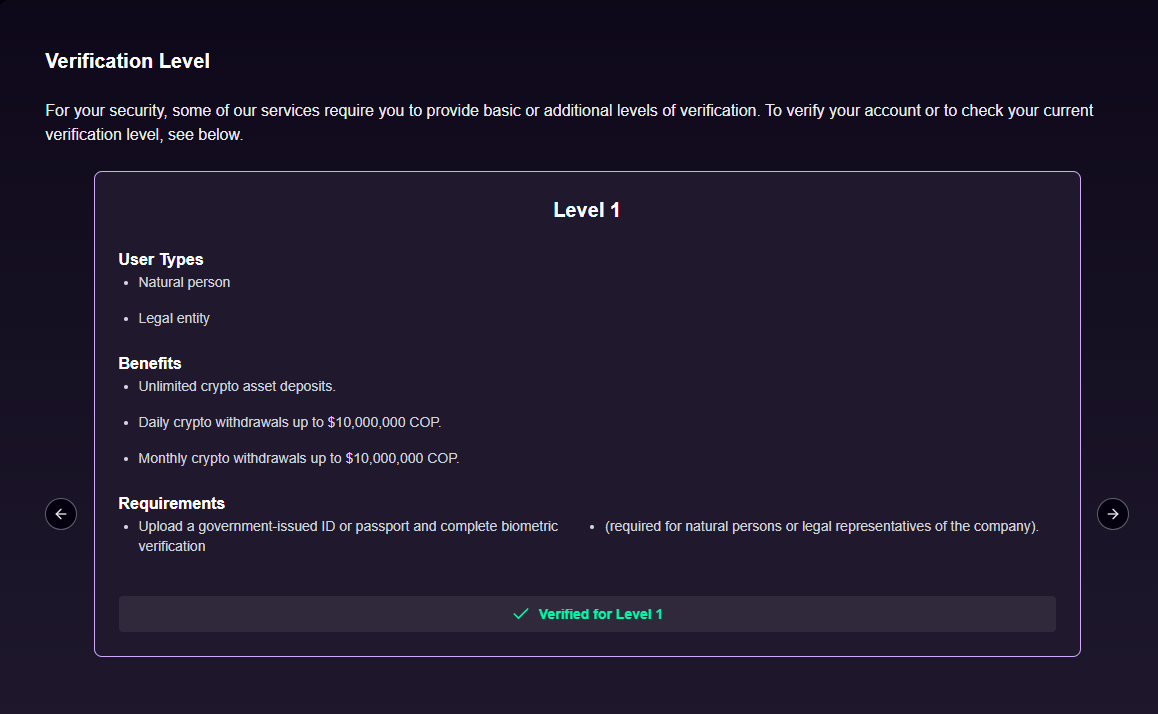 Verification Level
For your security, some of our services require you to provide basic or additional levels of verification. To verify your account or to check your current
verification level, see below.
Level 1
User Types
• Natural person
• Legal entity
Benefits
• Unlimited crypto asset deposits.
• Daily crypto withdrawals up to $10,000,000 COP.
• Monthly crypto withdrawals up to $10,000,000 COP.
Requirements
• Upload a government-issued ID or passport and complete biometric
verification
• (required for natural persons or legal representatives of the company).
Verified for Level 1